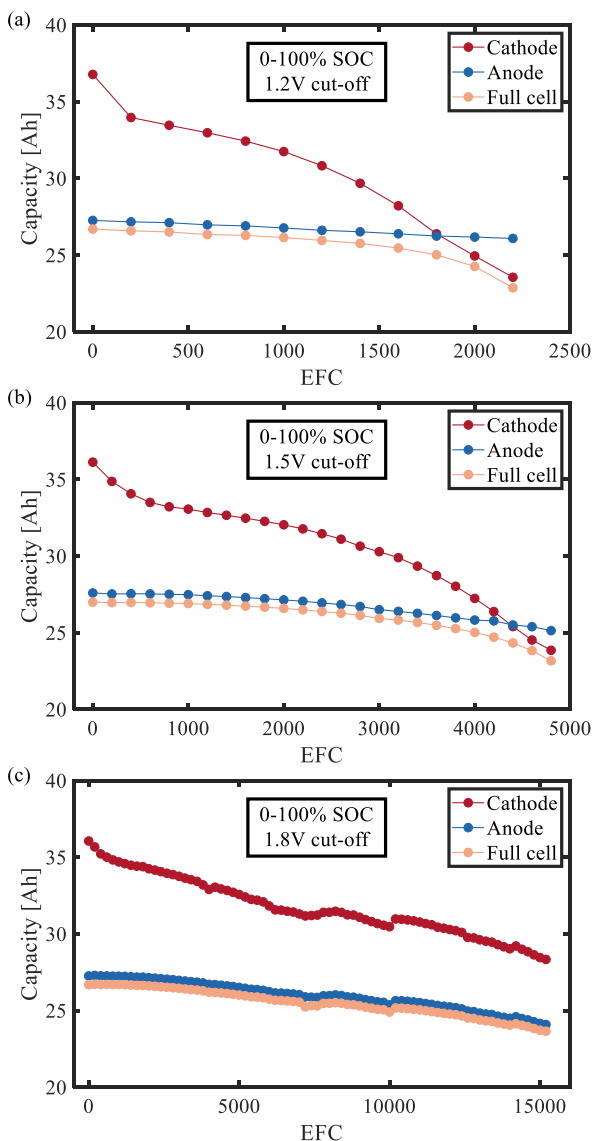 (a)
0-100% SOC
1.2V cut-off
Cathode
Anode
Full cell
Capacity [Ah]
40
35
30
25
20
0
500
1000
1500
2000
2500
EFC
(b)
0-100% SOC
1.5V cut-off
Cathode
Anode
Full cell
Capacity [Ah]
40
35
30
25
20
0
1000
2000
3000
4000
5000
EFC
(c)
0-100% SOC
1.8V cut-off
Cathode
Anode
Full cell
Capacity [Ah]
40
35
30
25
20
0
5000
10000
15000
EFC